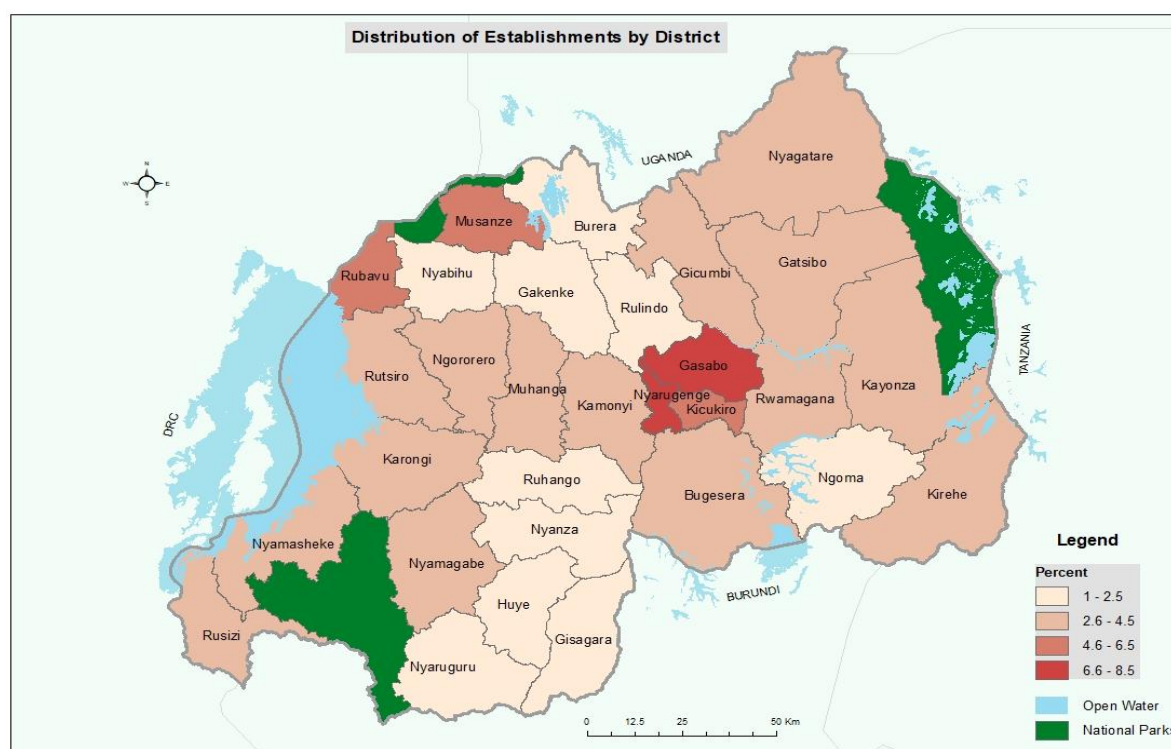 Distribution of Establishments by District
N
W
E
S
UGANDA
TANZANIA
DRC
BURUNDI
Nyagatare
Musanze
Burera
Rubavu
Nyabihu
Gakenke
Rulindo
Gicumbi
Gatsibo
Rutsiro
Ngororero
Muhanga
Kamonyi
Gasabo
Nyarugenge
Kicukiro
Rwamagana
Kayonza
Karongi
Ruhango
Bugesera
Ngoma
Kirehe
Nyamasheke
Nyamagabe
Nyanza
Huye
Gisagara
Rusizi
Nyaruguru
0 12.5 25 50 Km
Legend
Percent
1 - 2.5
2.6 - 4.5
4.6 - 6.5
6.6 - 8.5
Open Water
National Park